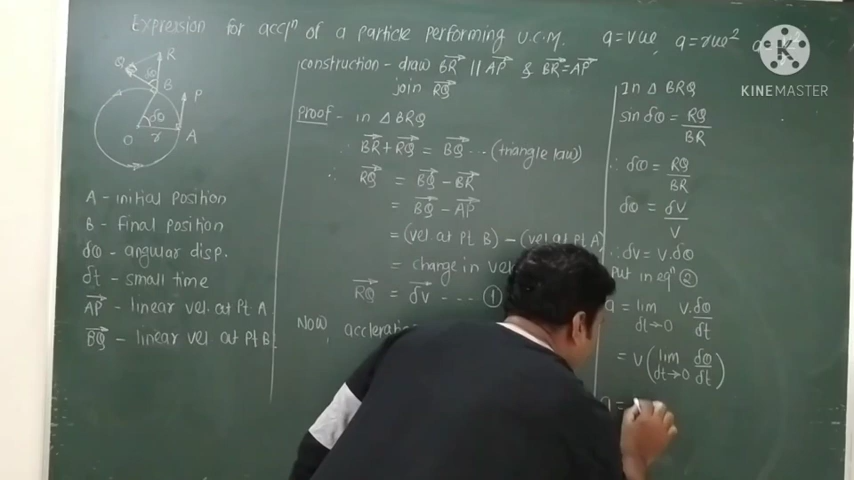 Expression for accl^n of a particle performing U.C.M. a=vω, a=rω²
KINEMASTER
R
Q
δθ
B
P
δθ
O
r
A
A - initial position
B - final position
δθ - angular disp.
δt - small time
AP - linear vel. at pt A
BQ - linear vel at pt B.
construction - draw BR || AP & BR = AP
join RQ
proof - in Δ BRQ
∴ BR + RQ = BQ ... (triangle law)
∴ RQ = BQ - BR
= BQ - AP
= (vel. at pt B) - (vel. at pt A)
= change in vel
RQ = δv ---- ①
Now, accleratio
In Δ BRQ
sin δθ = RQ/BR
∴ δθ = RQ/BR
δθ = δv/v
∴ δv = v.δθ
Put in eq^n ②
a = lim δt→0 v.δθ/δt
= v (lim δt→0 δθ/δt)
a =